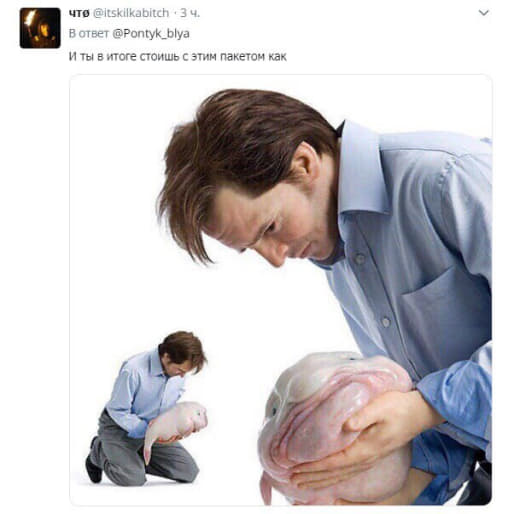 чтø @itskilkabitch · 3 ч.
В ответ @Pontyk_blya
И ты в итоге стоишь с этим пакетом как